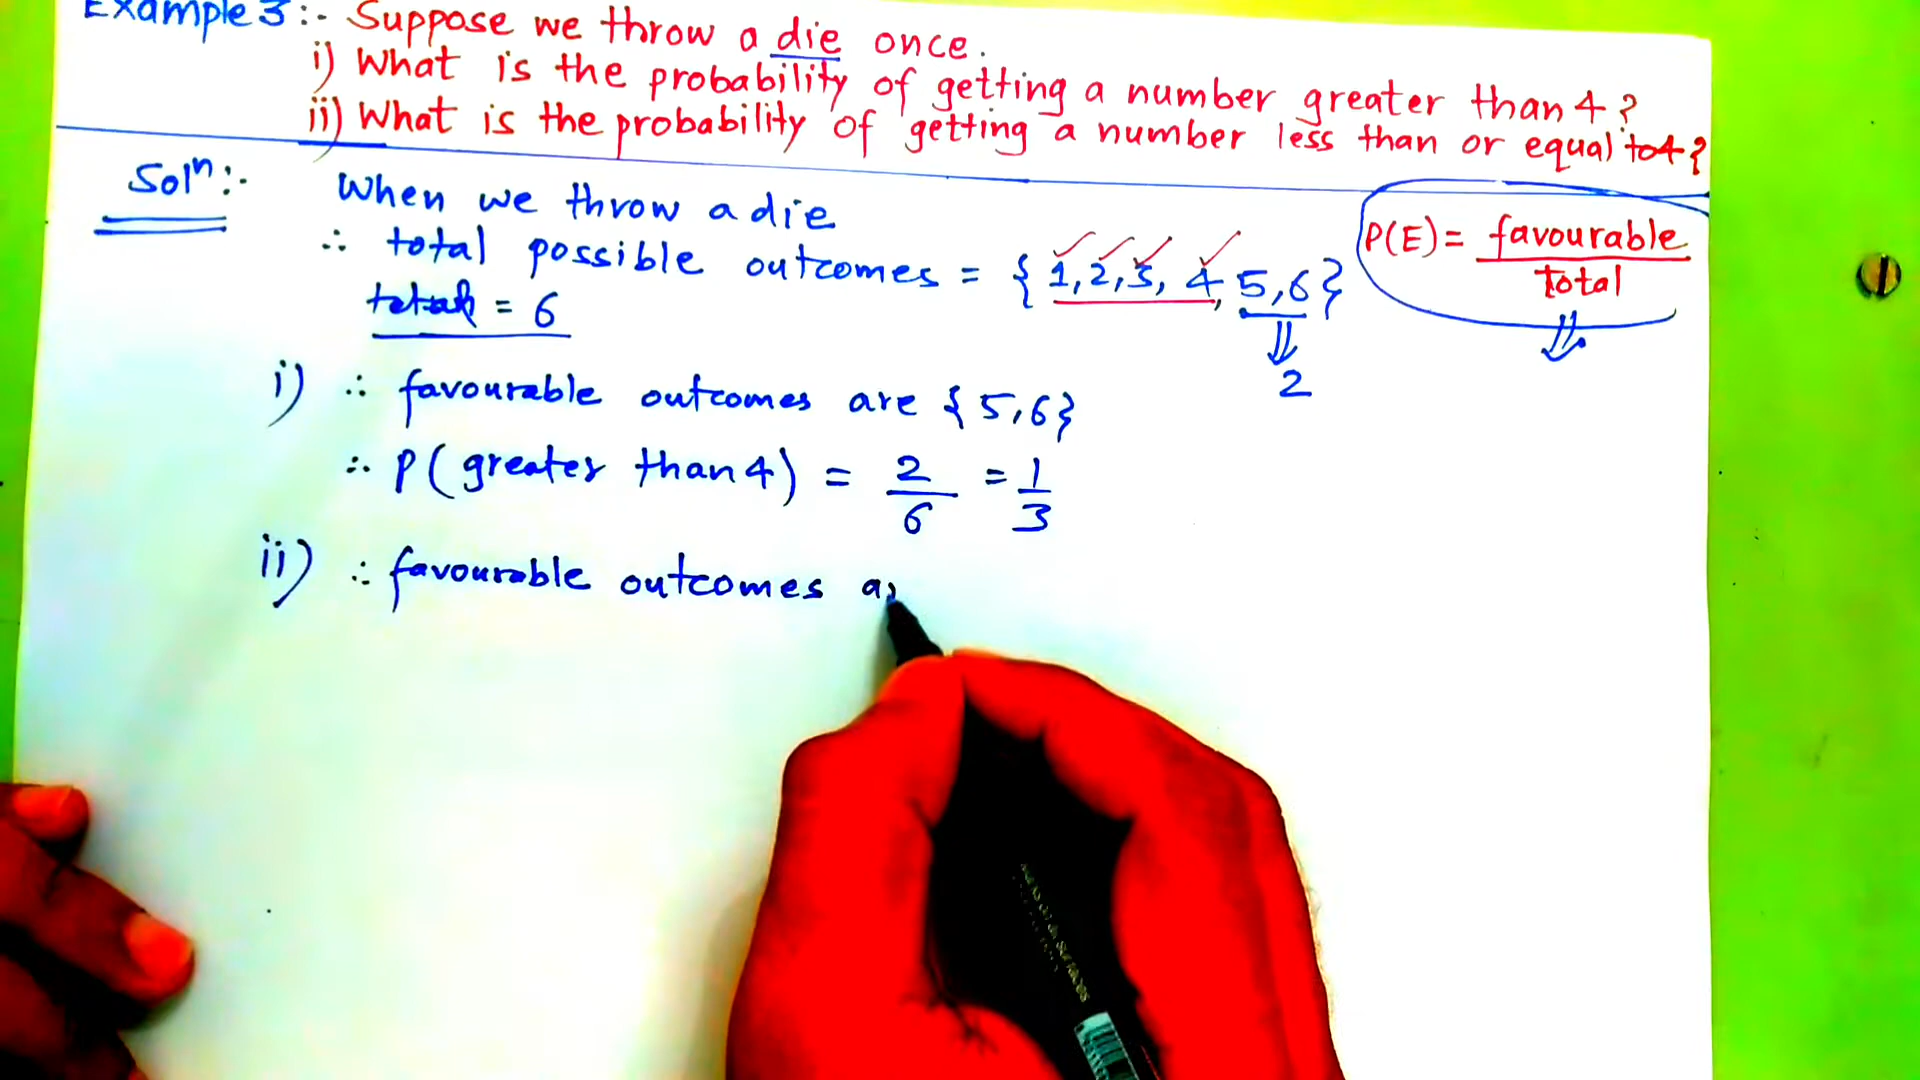 Example 3:- Suppose we throw a die once.
i) What is the probability of getting a number greater than 4?
ii) What is the probability of getting a number less than or equal to 4?
Solⁿ:- When we throw a die
∴ total possible outcomes = {1,2,3,4,5,6}
total = 6
2
P(E) = favourable
total
i) ∴ favourable outcomes are {5,6}
∴ P(greater than 4) = 2/6 = 1/3
ii) ∴ favourable outcomes a